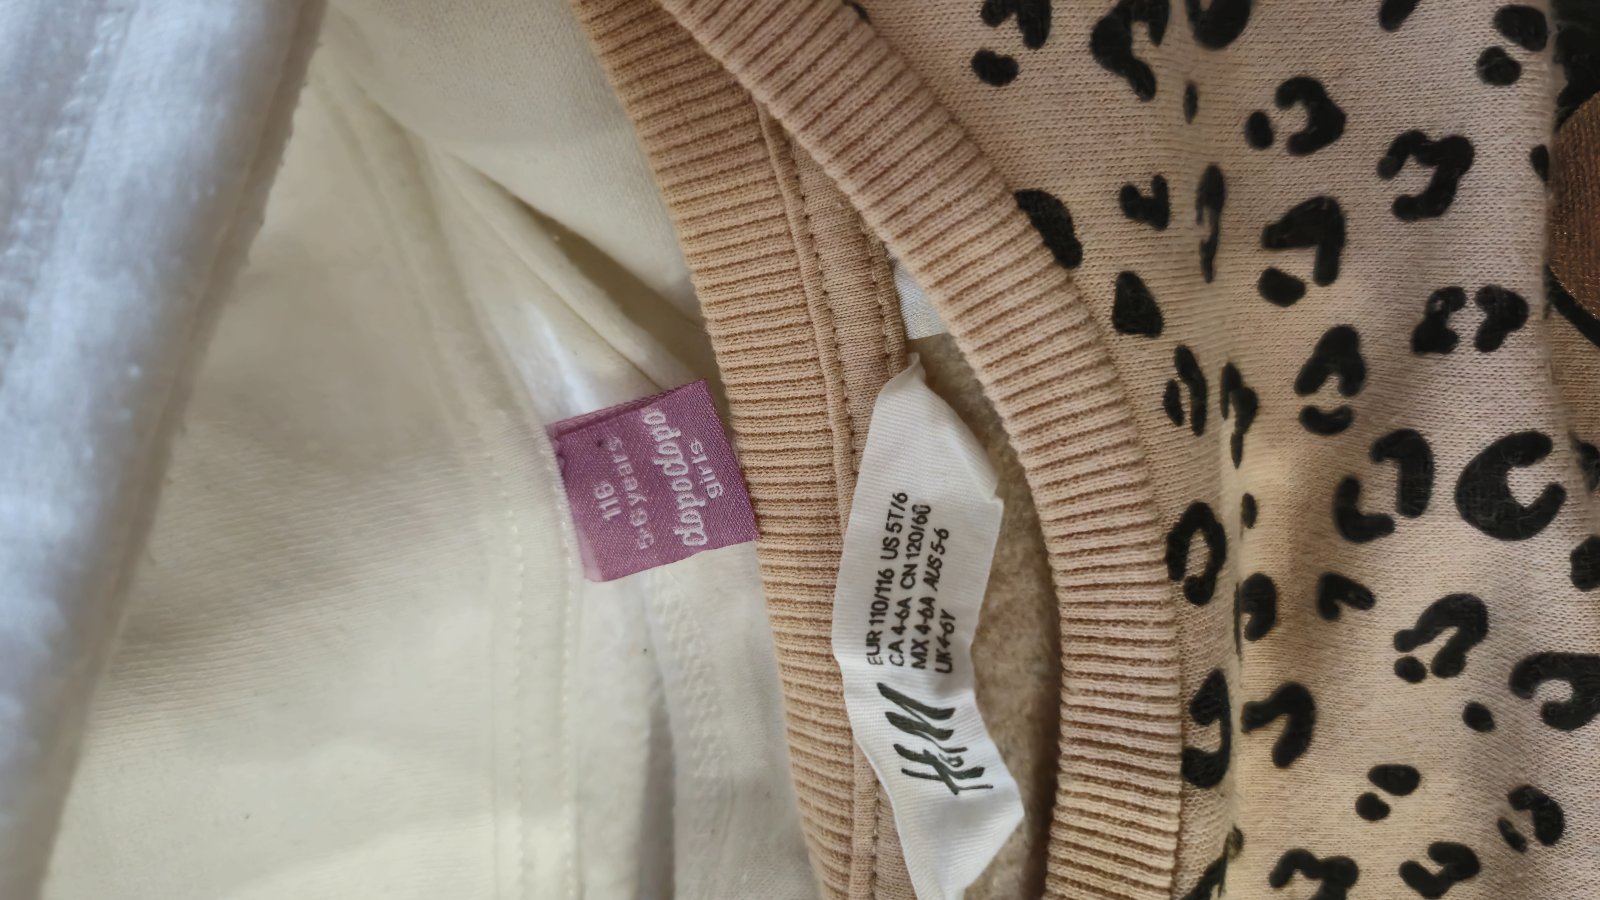 ClopoClopo
girls
5-6 years
116
H&M
EUR 110/116 US 5T/6
CA 4-6A CN 120/60
MX 4-6A AUS 5-6
UK 4-6Y